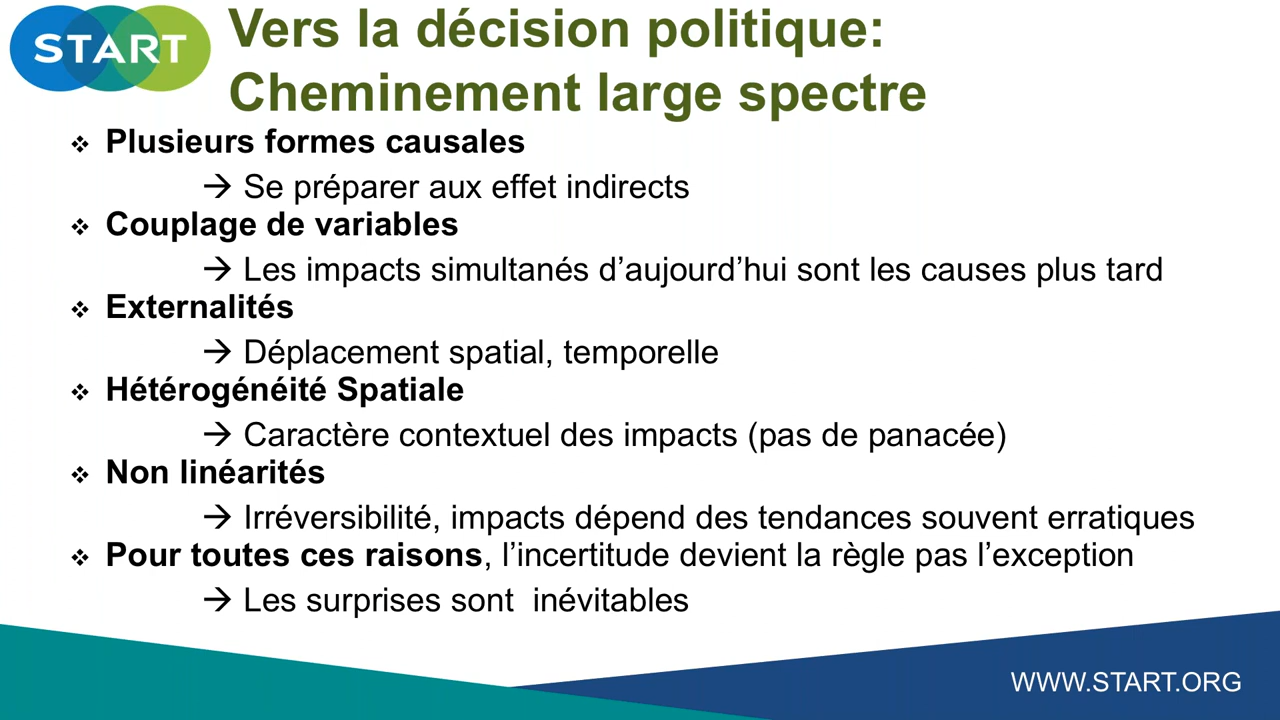 START
Vers la décision politique:
Cheminement large spectre
❖ Plusieurs formes causales
→ Se préparer aux effet indirects
❖ Couplage de variables
→ Les impacts simultanés d’aujourd’hui sont les causes plus tard
❖ Externalités
→ Déplacement spatial, temporelle
❖ Hétérogénéité Spatiale
→ Caractère contextuel des impacts (pas de panacée)
❖ Non linéarités
→ Irréversibilité, impacts dépend des tendances souvent erratiques
❖ Pour toutes ces raisons, l’incertitude devient la règle pas l’exception
→ Les surprises sont  inévitables
WWW.START.ORG